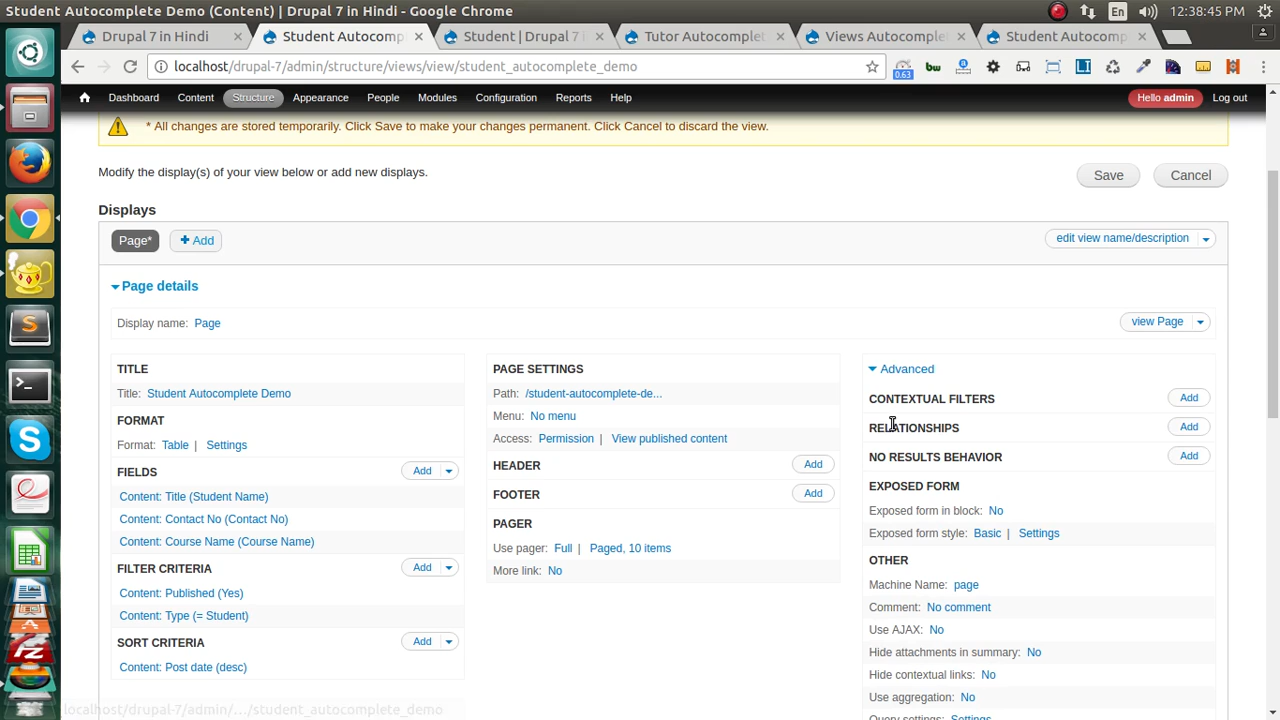 Student Autocomplete Demo (Content) | Drupal 7 in Hindi - Google Chrome
En
12:38:45 PM
Drupal 7 in Hindi
Student Autocomp
Student | Drupal 7 i
Tutor Autocomplet
Views Autocomple
Student Autocomp
localhost/drupal-7/admin/structure/views/view/student_autocomplete_demo
0.63
bw
Dashboard Content Structure Appearance People Modules Configuration Reports Help
Hello admin Log out
* All changes are stored temporarily. Click Save to make your changes permanent. Click Cancel to discard the view.
Modify the display(s) of your view below or add new displays.
Save Cancel
Displays
Page* Add
edit view name/description
Page details
Display name: Page
view Page
TITLE
Title: Student Autocomplete Demo
FORMAT
Format: Table | Settings
FIELDS Add
Content: Title (Student Name)
Content: Contact No (Contact No)
Content: Course Name (Course Name)
FILTER CRITERIA Add
Content: Published (Yes)
Content: Type (= Student)
SORT CRITERIA Add
Content: Post date (desc)
PAGE SETTINGS
Path: /student-autocomplete-de...
Menu: No menu
Access: Permission | View published content
HEADER Add
FOOTER Add
PAGER
Use pager: Full | Paged, 10 items
More link: No
Advanced
CONTEXTUAL FILTERS Add
RELATIONSHIPS Add
NO RESULTS BEHAVIOR Add
EXPOSED FORM
Exposed form in block: No
Exposed form style: Basic | Settings
OTHER
Machine Name: page
Comment: No comment
Use AJAX: No
Hide attachments in summary: No
Hide contextual links: No
Use aggregation: No
Query settings: Settings
localhost/drupal-7/admin/.../student_autocomplete_demo